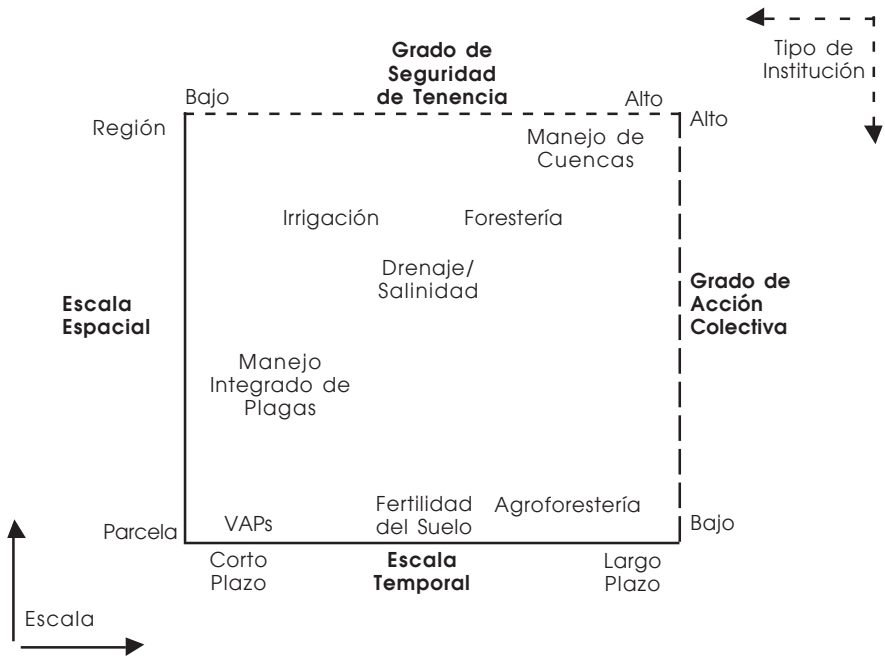 Tipo de
Institución
Grado de
Seguridad
de Tenencia
Bajo
Alto
Región
Alto
Manejo de
Cuencas
Irrigación
Forestería
Drenaje/
Salinidad
Escala
Espacial
Grado de
Acción
Colectiva
Manejo
Integrado de
Plagas
Parcela
VAPs
Fertilidad
del Suelo
Agroforestería
Bajo
Corto
Plazo
Escala
Temporal
Largo
Plazo
Escala